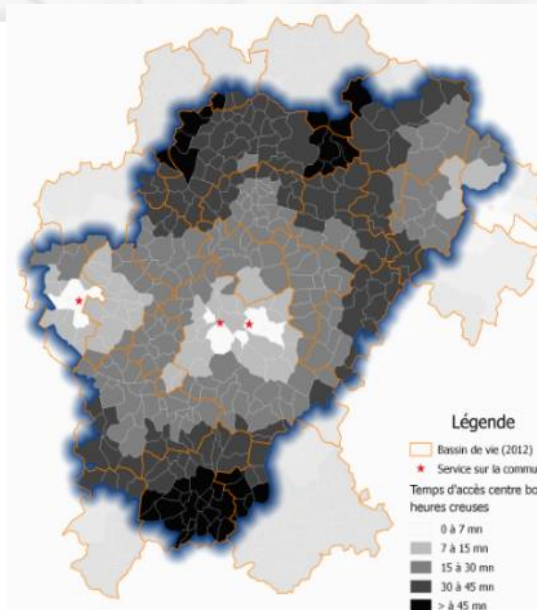 Légende
Bassin de vie (2012)
Service sur la commu
Temps d'accès centre bo
heures creuses
0 à 7 mn
7 à 15 mn
15 à 30 mn
30 à 45 mn
> à 45 mn